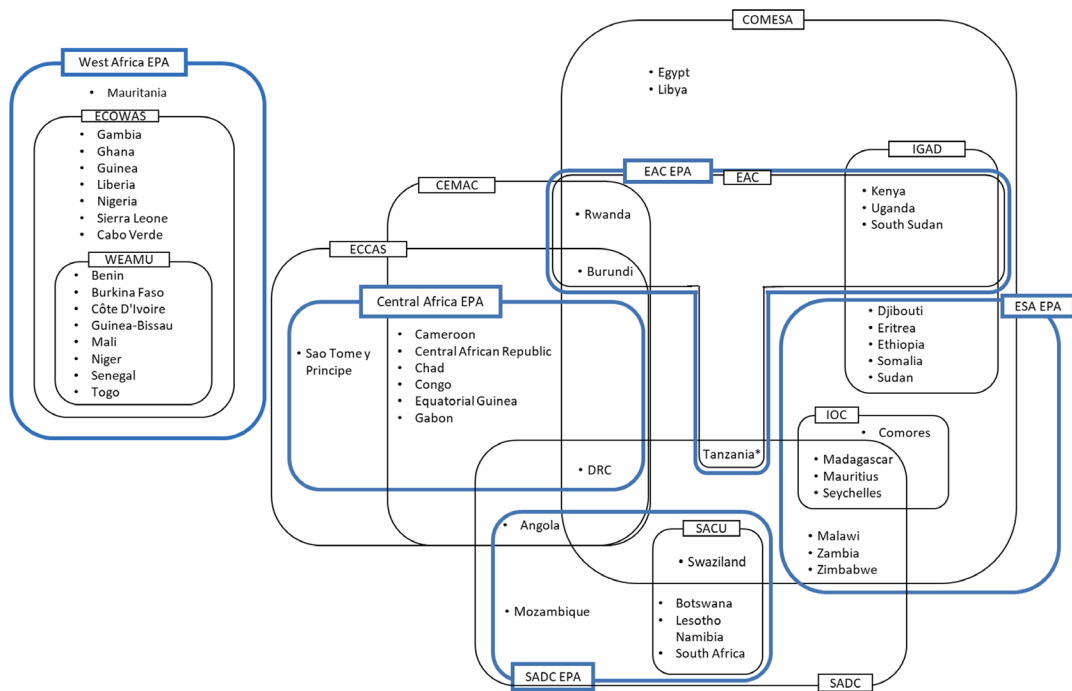 COMESA
West Africa EPA
• Mauritania
ECOWAS
• Gambia
• Ghana
• Guinea
• Liberia
• Nigeria
• Sierra Leone
• Cabo Verde
WEAMU
• Benin
• Burkina Faso
• Côte D'Ivoire
• Guinea-Bissau
• Mali
• Niger
• Senegal
• Togo
• Egypt
• Libya
IGAD
EAC EPA
EAC
• Kenya
• Uganda
• South Sudan
CEMAC
• Rwanda
ECCAS
• Burundi
Central Africa EPA
• Sao Tome y
Principe
• Cameroon
• Central African Republic
• Chad
• Congo
• Equatorial Guinea
• Gabon
ESA EPA
• Djibouti
• Eritrea
• Ethiopia
• Somalia
• Sudan
IOC
• Comores
• Madagascar
• Mauritius
• Seychelles
Tanzania*
• DRC
• Angola
SACU
• Swaziland
• Malawi
• Zambia
• Zimbabwe
• Mozambique
• Botswana
• Lesotho
Namibia
• South Africa
SADC EPA
SADC